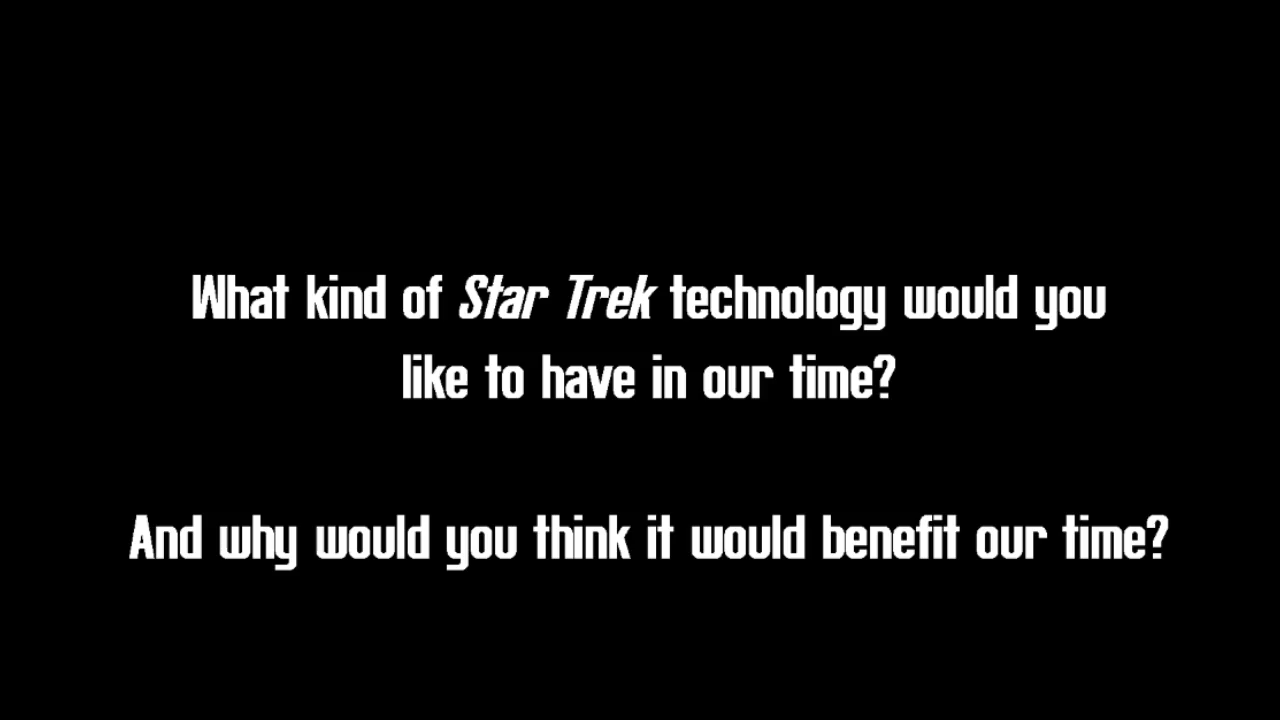 What kind of Star Trek technology would you
like to have in our time?
And why would you think it would benefit our time?